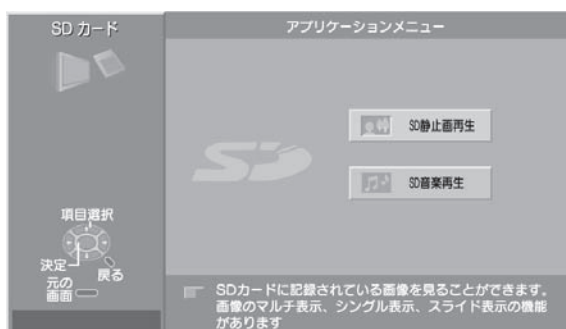 SDカード
アプリケーションメニュー
SD静止画再生
SD
SD音楽再生
項目選択
決定
戻る
元の
画面
SDカードに記録されている画像を見ることができます。
画像のマルチ表示、シングル表示、スライド表示の機能
があります